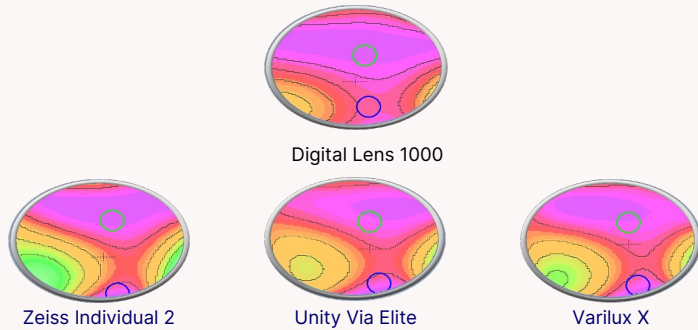 Digital Lens 1000
Zeiss Individual 2
Unity Via Elite
Varilux X